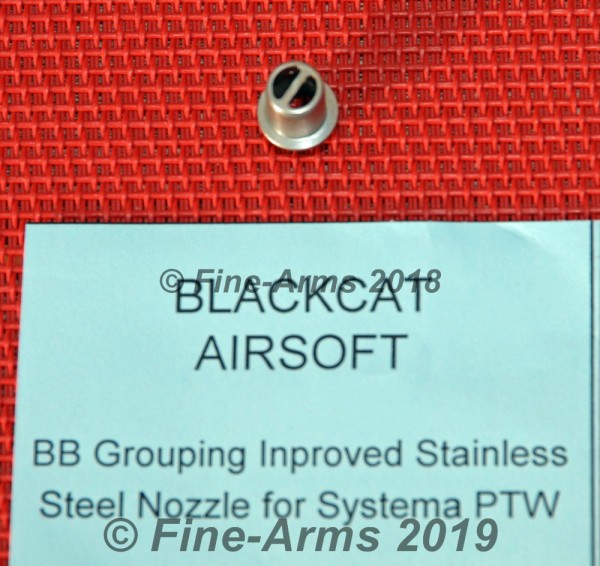 © Fine-Arms 2018
BLACKCAT
AIRSOFT
BB Grouping Inproved Stainless
Steel Nozzle for Systema PTW
© Fine-Arms 2019